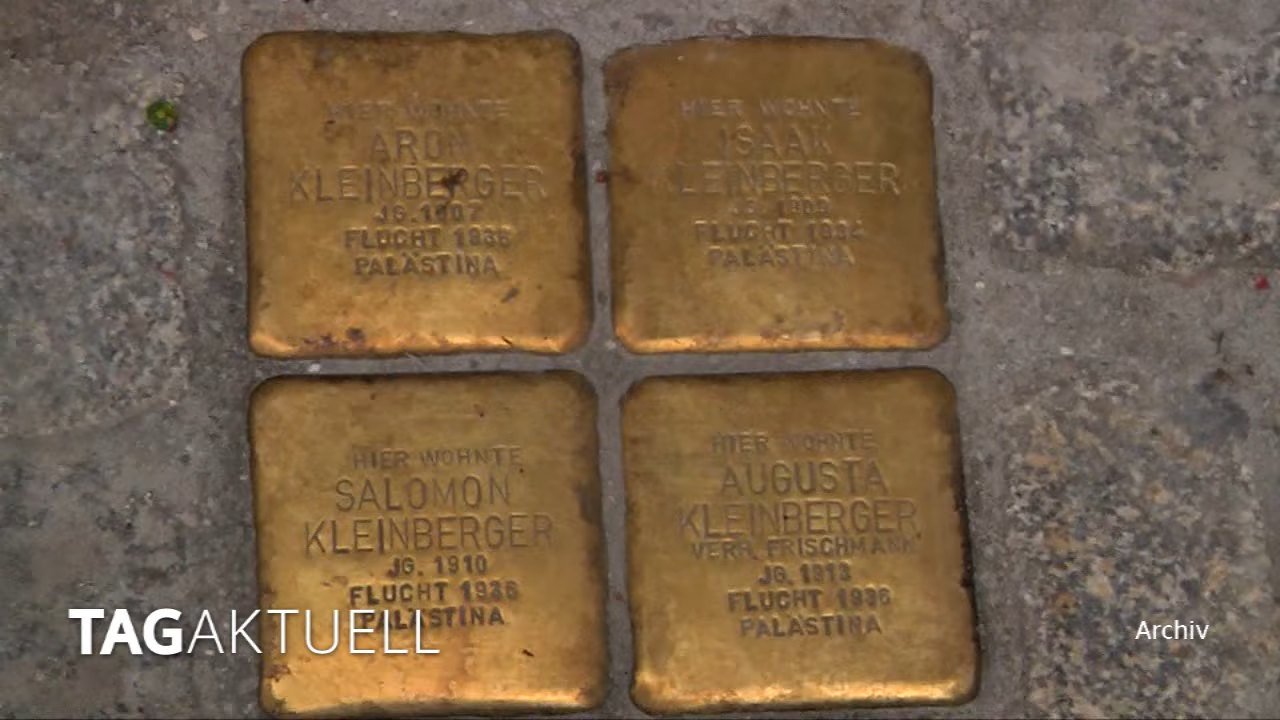 HIER WOHNTE
ARON
KLEINBERGER
JG. 1907
FLUCHT 1936
PALÄSTINA
HIER WOHNTE
ISAAK
KLEINBERGER
JG. 1909
FLUCHT 1934
PALÄSTINA
HIER WOHNTE
SALOMON
KLEINBERGER
JG. 1910
FLUCHT 1936
PALÄSTINA
HIER WOHNTE
AUGUSTA
KLEINBERGER
VERH. FRISCHMANN
JG. 1913
FLUCHT 1936
PALÄSTINA
TAGAKTUELL
Archiv